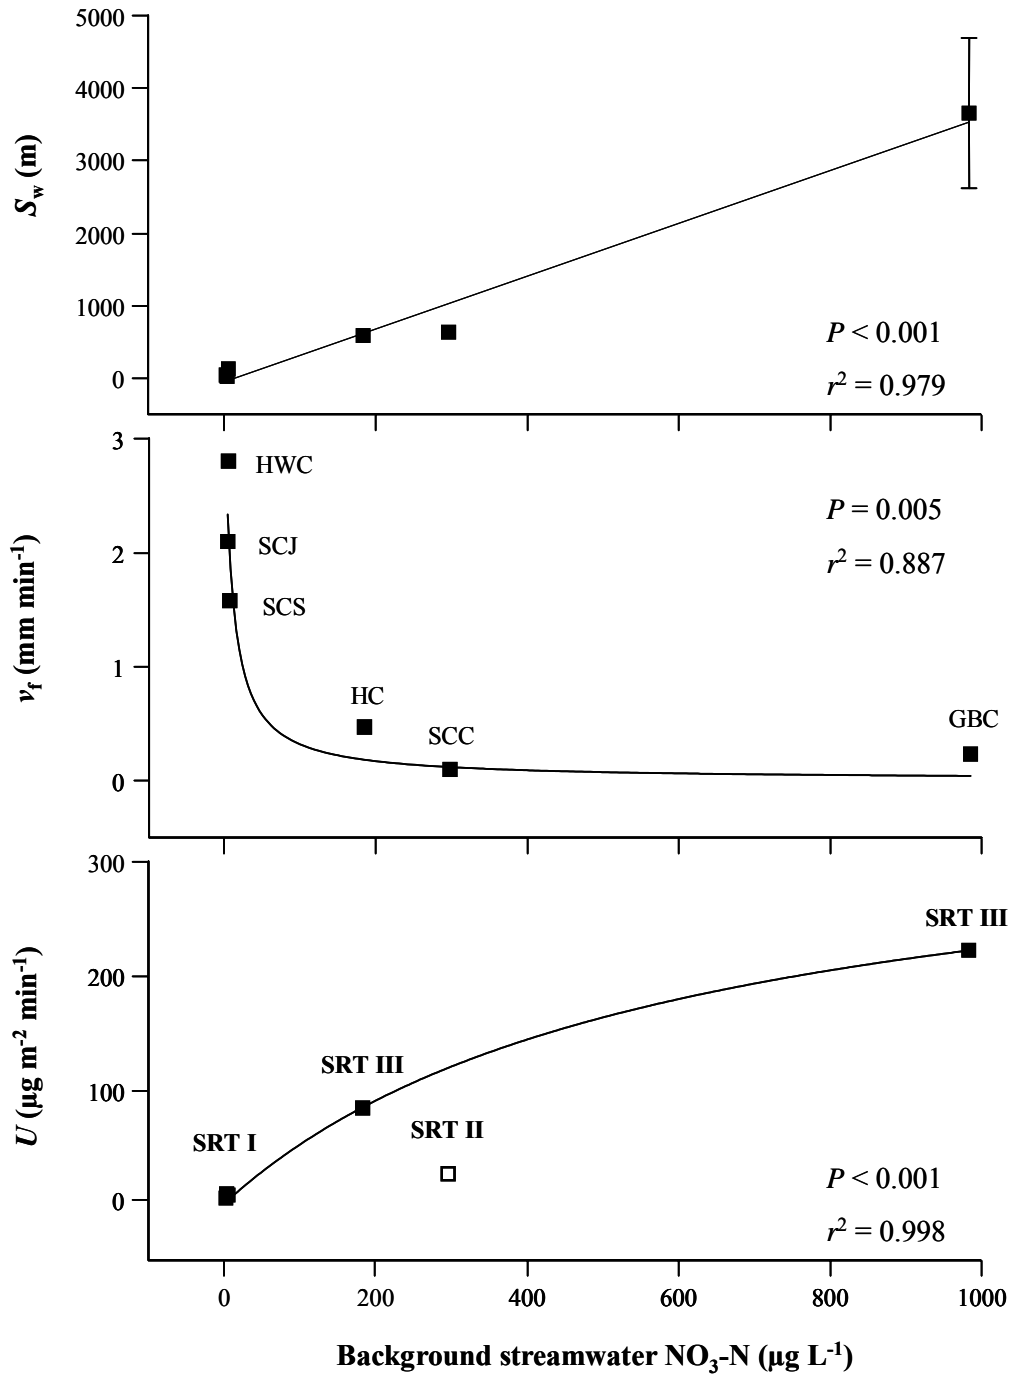 5000
4000
3000
2000
1000
0
Sw (m)
P < 0.001
r² = 0.979
3
2
1
0
vf (mm min⁻¹)
HWC
SCJ
SCS
HC
SCC
GBC
P = 0.005
r² = 0.887
300
200
100
0
U (µg m⁻² min⁻¹)
SRT III
SRT III
SRT II
SRT I
P < 0.001
r² = 0.998
0 200 400 600 800 1000
Background streamwater NO₃-N (µg L⁻¹)